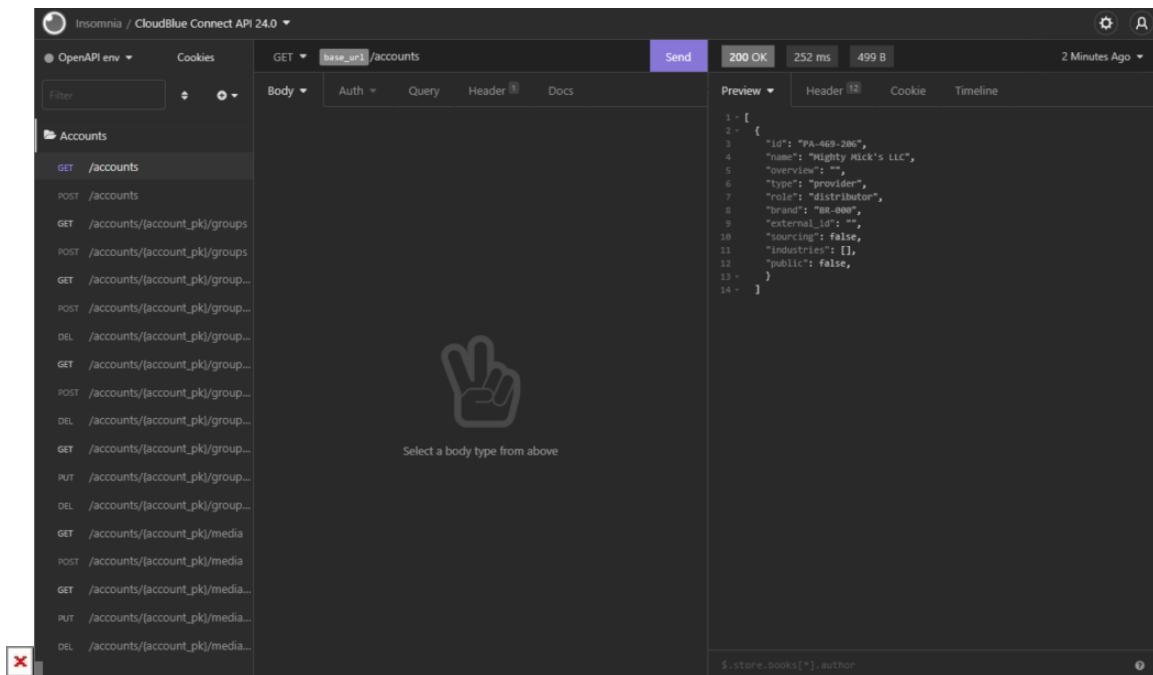 Insomnia / CloudBlue Connect API 24.0
OpenAPI env Cookies
GET base_url /accounts Send
200 OK 252 ms 499 B 2 Minutes Ago
Filter
Body Auth Query Header 1 Docs
Preview Header 12 Cookie Timeline
Accounts
GET /accounts
POST /accounts
GET /accounts/{account_pk}/groups
POST /accounts/{account_pk}/groups
GET /accounts/{account_pk}/group...
POST /accounts/{account_pk}/group...
DEL /accounts/{account_pk}/group...
GET /accounts/{account_pk}/group...
POST /accounts/{account_pk}/group...
DEL /accounts/{account_pk}/group...
GET /accounts/{account_pk}/group...
PUT /accounts/{account_pk}/group...
DEL /accounts/{account_pk}/group...
GET /accounts/{account_pk}/media
POST /accounts/{account_pk}/media
GET /accounts/{account_pk}/media...
PUT /accounts/{account_pk}/media...
DEL /accounts/{account_pk}/media...
Select a body type from above
1 [
2 {
3 "id": "PA-469-206",
4 "name": "Mighty Mick's LLC",
5 "overview": "",
6 "type": "provider",
7 "role": "distributor",
8 "brand": "BR-000",
9 "external_id": "",
10 "sourcing": false,
11 "industries": [],
12 "public": false,
13 }
14 ]
$.store.books[*].author